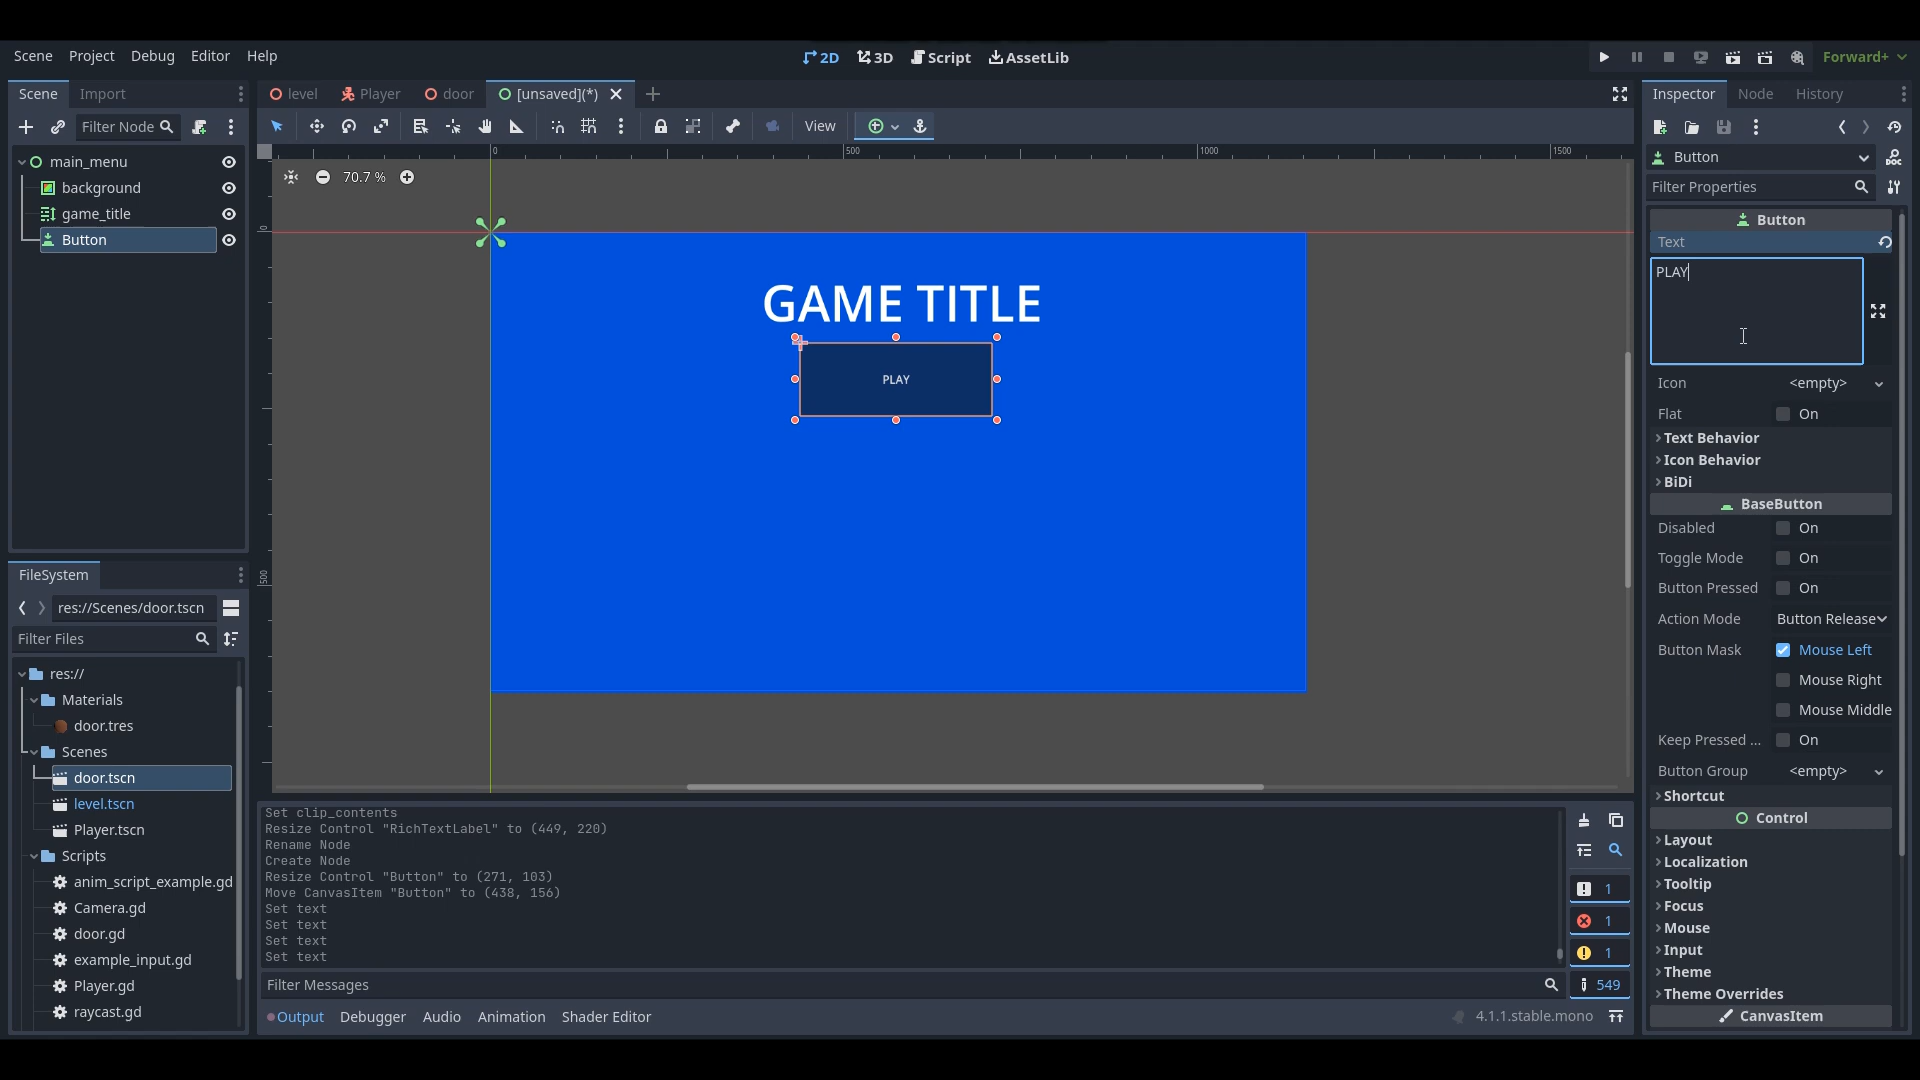 Scene Project Debug Editor Help
2D 3D Script AssetLib
Forward+
Scene Import
level Player door [unsaved](*)
Inspector Node History
Filter Node
View
Button
Filter Properties
main_menu
background
game_title
Button
70.7 %
0 500 1000 1500
0
500
GAME TITLE
PLAY
Button
Text
PLAY
Icon <empty>
Flat On
Text Behavior
Icon Behavior
BiDi
BaseButton
Disabled On
Toggle Mode On
Button Pressed On
Action Mode Button Release
Button Mask Mouse Left
Mouse Right
Mouse Middle
Keep Pressed ... On
Button Group <empty>
Shortcut
Control
Layout
Localization
Tooltip
Focus
Mouse
Input
Theme
Theme Overrides
CanvasItem
FileSystem
res://Scenes/door.tscn
Filter Files
res://
Materials
door.tres
Scenes
door.tscn
level.tscn
Player.tscn
Scripts
anim_script_example.gd
Camera.gd
door.gd
example_input.gd
Player.gd
raycast.gd
Set clip_contents
Resize Control "RichTextLabel" to (449, 220)
Rename Node
Create Node
Resize Control "Button" to (271, 103)
Move CanvasItem "Button" to (438, 156)
Set text
Set text
Set text
Set text
1
1
1
549
Filter Messages
Output Debugger Audio Animation Shader Editor
4.1.1.stable.mono